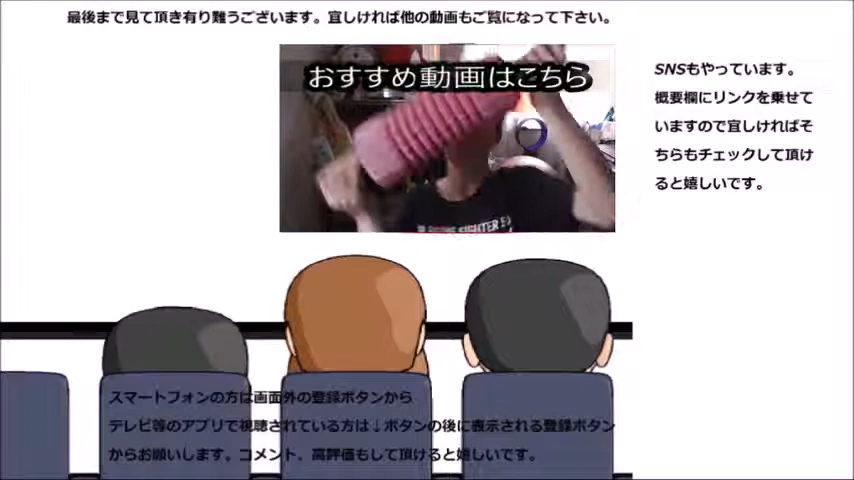 最後まで見て頂き有り難うございます。宜しければ他の動画もご覧になって下さい。
おすすめ動画はこちら
SNSもやっています。
概要欄にリンクを乗せて
いますので宜しければそ
ちらもチェックして頂け
ると嬉しいです。
スマートフォンの方は画面外の登録ボタンから
テレビ等のアプリで視聴されている方は↓ボタンの後に表示される登録ボタン
からお願いします。コメント、高評価もして頂けると嬉しいです。